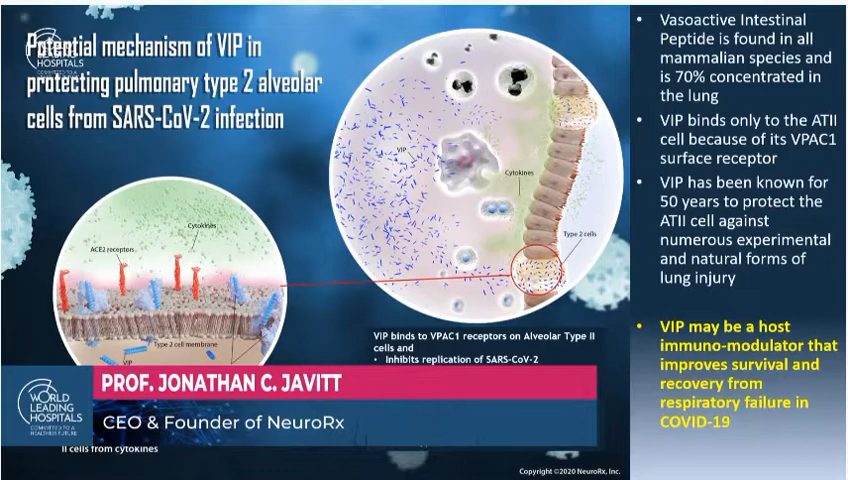 Potential mechanism of VIP in
protecting pulmonary type 2 alveolar
cells from SARS-CoV-2 infection
HOSPITALS
VIP
Cytokines
Type 2 cells
Cytokines
ACE2 receptors
Type 2 cell membrane
VIP
VIP binds to VPAC1 receptors on Alveolar Type II
cells and
• Inhibits replication of SARS-CoV-2
PROF. JONATHAN C. JAVITT
CEO & Founder of NeuroRx
WORLD
LEADING
HOSPITALS
COMMITTED TO A
HEALTHIER FUTURE
II cells from cytokines
Copyright ©2020 NeuroRx, Inc.
• Vasoactive Intestinal
Peptide is found in all
mammalian species and
is 70% concentrated in
the lung
• VIP binds only to the ATII
cell because of its VPAC1
surface receptor
• VIP has been known for
50 years to protect the
ATII cell against
numerous experimental
and natural forms of
lung injury
• VIP may be a host
immuno-modulator that
improves survival and
recovery from
respiratory failure in
COVID-19